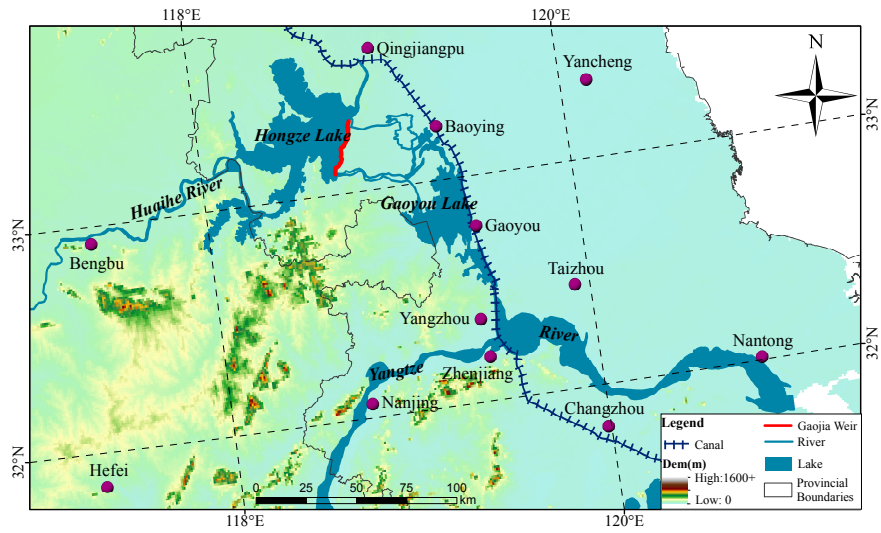 118°E
120°E
N
Qingjiangpu
Yancheng
33°N
Baoying
Hongze Lake
Huaihe River
Gaoyou Lake
Gaoyou
33°N
Bengbu
Taizhou
Yangzhou
River
Nantong
32°N
Yangtze
Zhenjiang
Nanjing
Changzhou
32°N
Hefei
Legend
Canal
Dem(m)
High:1600+
Low: 0
Gaojia Weir
River
Lake
Provincial
Boundaries
0 25 50 75 100
km
118°E
120°E